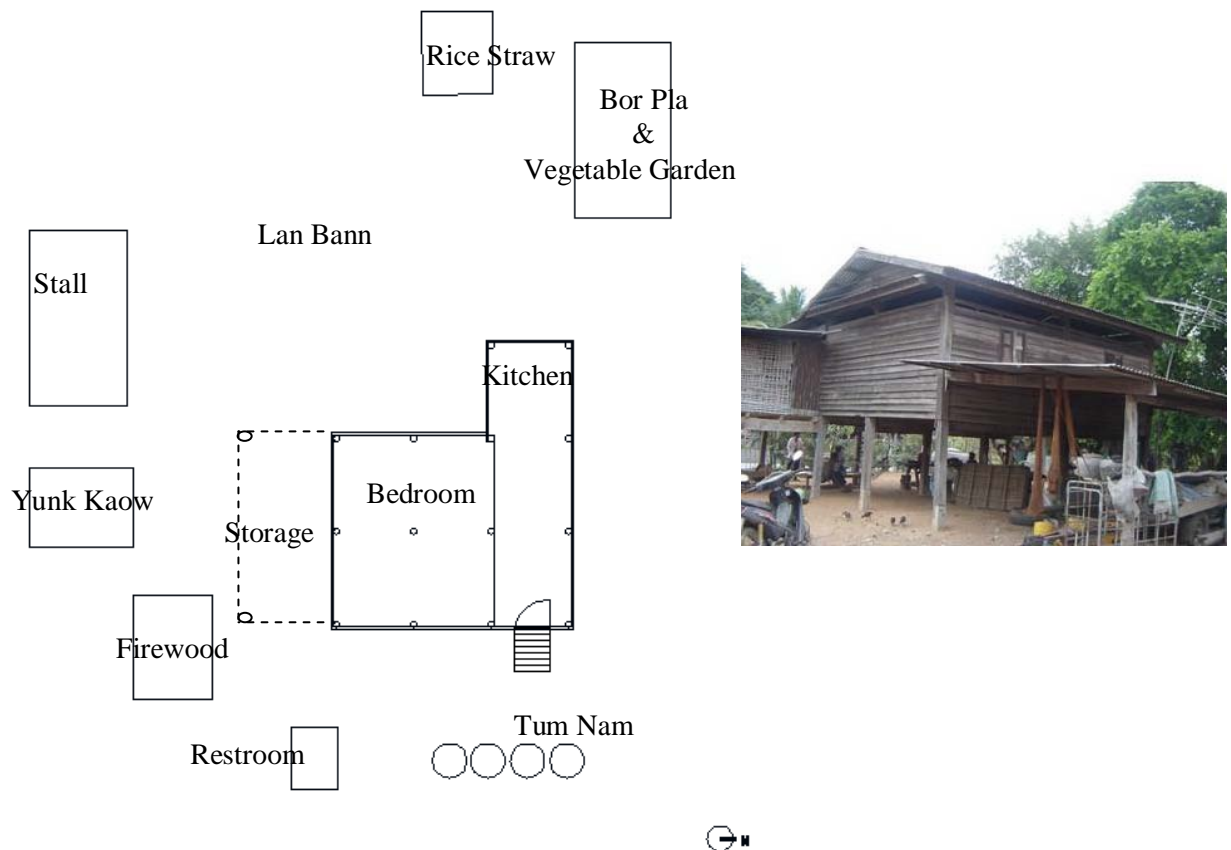 Rice Straw
Bor Pla
&
Vegetable Garden
Lan Bann
Stall
Kitchen
Yunk Kaow
Bedroom
Storage
Firewood
Tum Nam
Restroom
N